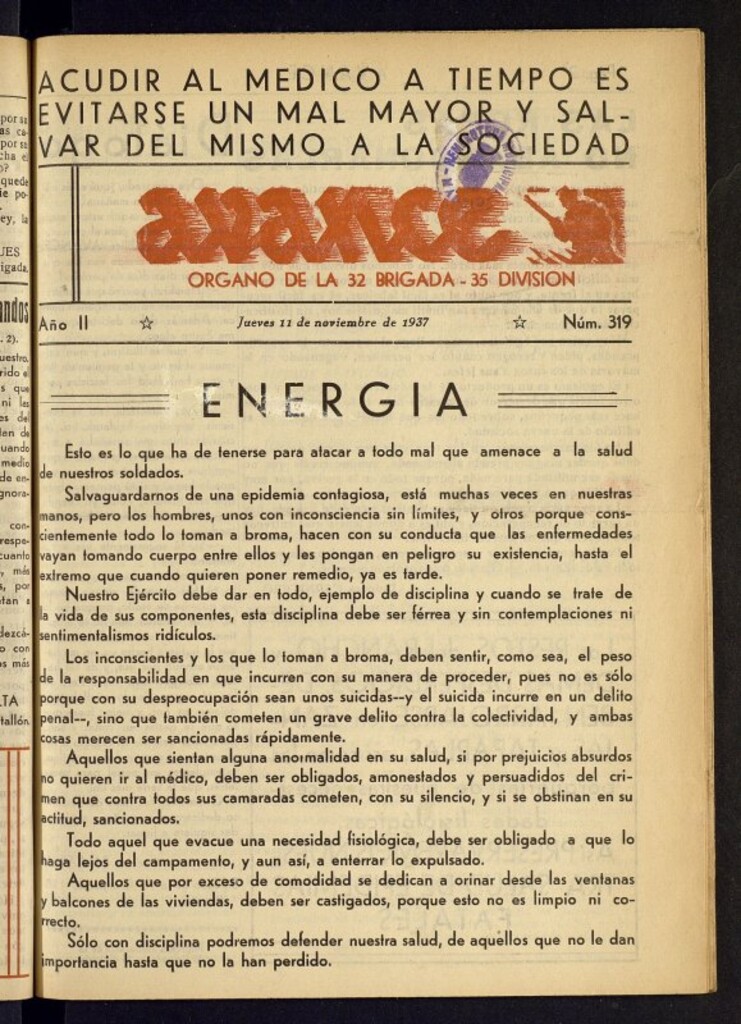 ACUDIR AL MEDICO A TIEMPO ES
EVITARSE UN MAL MAYOR Y SAL-
VAR DEL MISMO A LA SOCIEDAD
avance
ORGANO DE LA 32 BRIGADA - 35 DIVISION
Año II ☆ Jueves 11 de noviembre de 1937 ☆ Núm. 319
ENERGIA
Esto es lo que ha de tenerse para atacar a todo mal que amenace a la salud
de nuestros soldados.
Salvaguardarnos de una epidemia contagiosa, está muchas veces en nuestras
manos, pero los hombres, unos con inconsciencia sin límites, y otros porque cons-
cientemente todo lo toman a broma, hacen con su conducta que las enfermedades
vayan tomando cuerpo entre ellos y les pongan en peligro su existencia, hasta el
extremo que cuando quieren poner remedio, ya es tarde.
Nuestro Ejército debe dar en todo, ejemplo de disciplina y cuando se trate de
la vida de sus componentes, esta disciplina debe ser férrea y sin contemplaciones ni
sentimentalismos ridículos.
Los inconscientes y los que lo toman a broma, deben sentir, como sea, el peso
de la responsabilidad en que incurren con su manera de proceder, pues no es sólo
porque con su despreocupación sean unos suicidas--y el suicida incurre en un delito
penal--, sino que también cometen un grave delito contra la colectividad, y ambas
cosas merecen ser sancionadas rápidamente.
Aquellos que sientan alguna anormalidad en su salud, si por prejuicios absurdos
no quieren ir al médico, deben ser obligados, amonestados y persuadidos del cri-
men que contra todos sus camaradas cometen, con su silencio, y si se obstinan en su
actitud, sancionados.
Todo aquel que evacue una necesidad fisiológica, debe ser obligado a que lo
haga lejos del campamento, y aun así, a enterrar lo expulsado.
Aquellos que por exceso de comodidad se dedican a orinar desde las ventanas
y balcones de las viviendas, deben ser castigados, porque esto no es limpio ni co-
rrecto.
Sólo con disciplina podremos defender nuestra salud, de aquellos que no le dan
importancia hasta que no la han perdido.